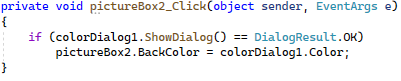 private void pictureBox2_Click(object sender, EventArgs e)
{
    if (colorDialog1.ShowDialog() == DialogResult.OK)
        pictureBox2.BackColor = colorDialog1.Color;
}